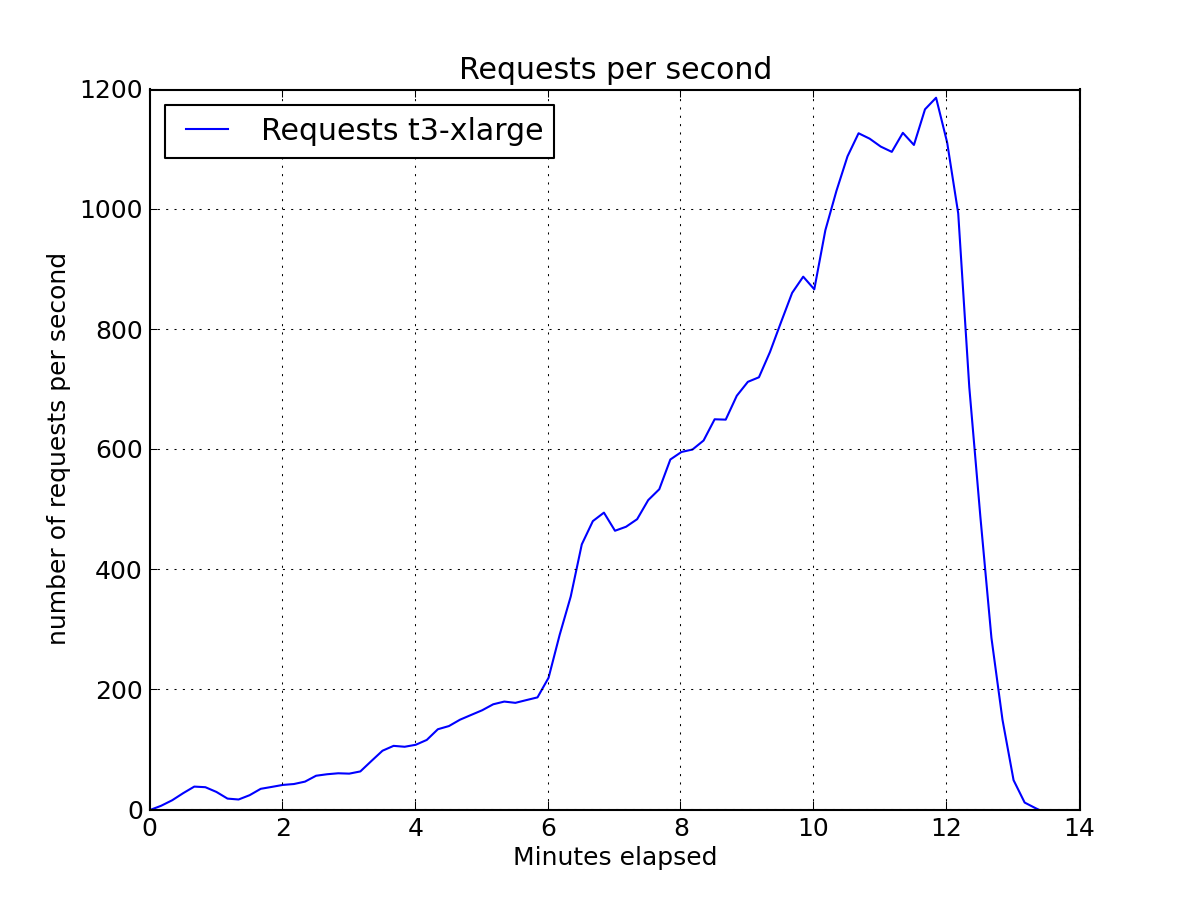 Requests per second
Requests t3-xlarge
number of requests per second
1200
1000
800
600
400
200
0
0 2 4 6 8 10 12 14
Minutes elapsed